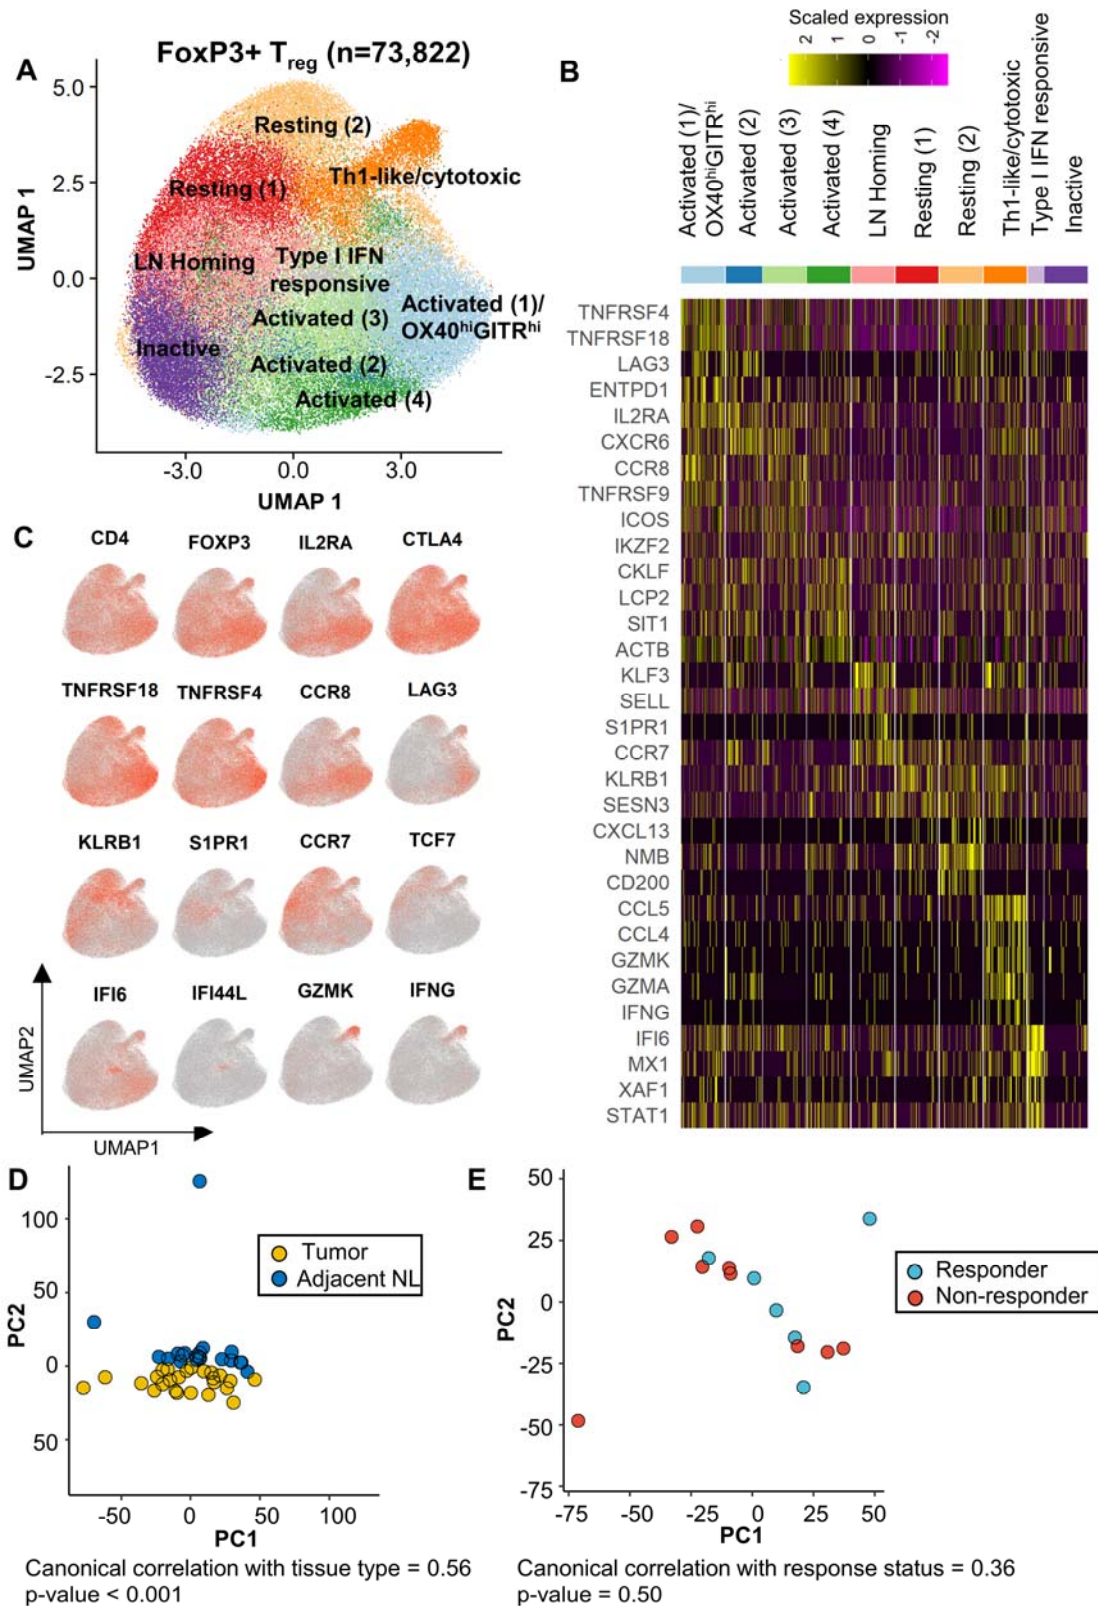 A
FoxP3+ Treg (n=73,822)
UMAP 1
5.0
2.5
0.0
-2.5
-3.0
0.0
3.0
UMAP 1
Resting (2)
Th1-like/cytotoxic
Resting (1)
LN Homing
Type I IFN
responsive
Activated (1)/
OX40hiGITRhi
Activated (3)
Inactive
Activated (2)
Activated (4)
B
Scaled expression
2
1
0
-1
-2
Activated (1)/
OX40hiGITRhi
Activated (2)
Activated (3)
Activated (4)
LN Homing
Resting (1)
Resting (2)
Th1-like/cytotoxic
Type I IFN responsive
Inactive
TNFRSF4
TNFRSF18
LAG3
ENTPD1
IL2RA
CXCR6
CCR8
TNFRSF9
ICOS
IKZF2
CKLF
LCP2
SIT1
ACTB
KLF3
SELL
S1PR1
CCR7
KLRB1
SESN3
CXCL13
NMB
CD200
CCL5
CCL4
GZMK
GZMA
IFNG
IFI6
MX1
XAF1
STAT1
C
CD4 FOXP3 IL2RA CTLA4
TNFRSF18 TNFRSF4 CCR8 LAG3
KLRB1 S1PR1 CCR7 TCF7
IFI6 IFI44L GZMK IFNG
UMAP2
UMAP1
D
100
50
0
50
PC2
-50 0 50 100
PC1
Tumor
Adjacent NL
Canonical correlation with tissue type = 0.56
p-value < 0.001
E
50
25
0
-25
-50
-75
PC2
-75 -50 -25 0 25 50
PC1
Responder
Non-responder
Canonical correlation with response status = 0.36
p-value = 0.50